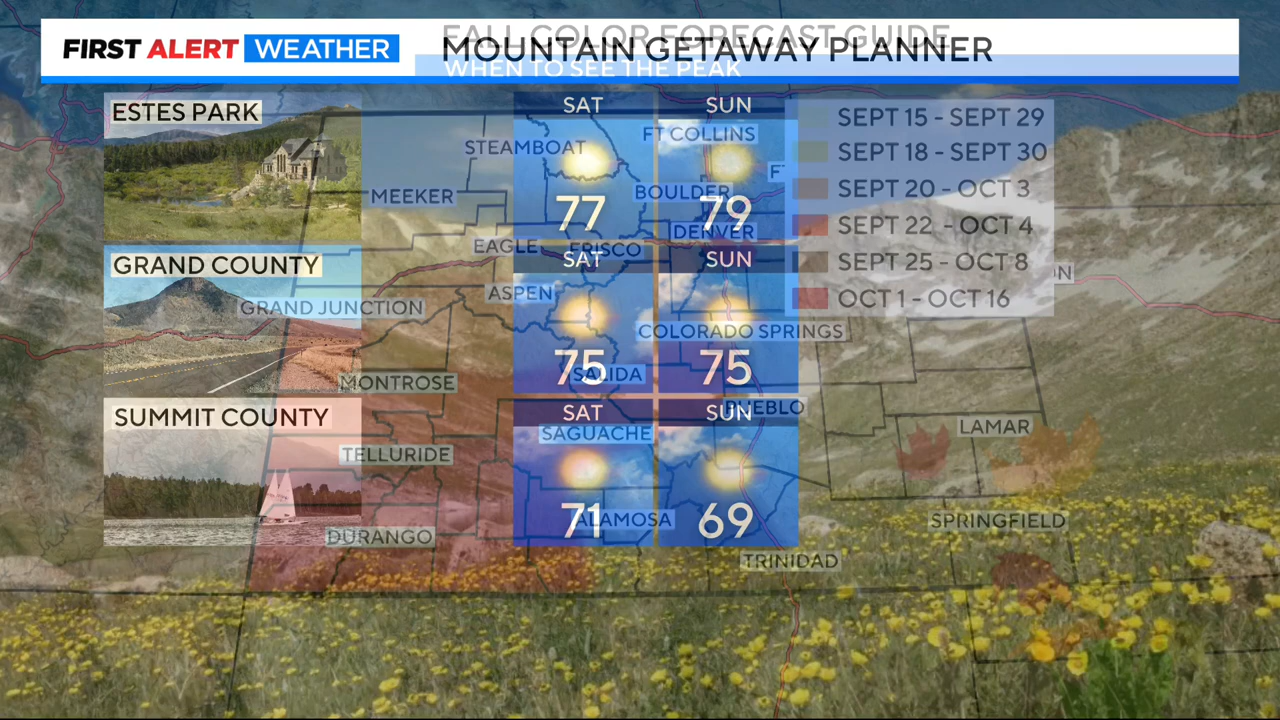 FIRST ALERT WEATHER
FALL COLOR FORECAST GUIDE
MOUNTAIN GETAWAY PLANNER
WHEN TO SEE THE PEAK
ESTES PARK
SAT
SUN
77
79
GRAND COUNTY
SAT
SUN
75
75
SUMMIT COUNTY
SAT
SUN
71
69
SEPT 15 - SEPT 29
SEPT 18 - SEPT 30
SEPT 20 - OCT 3
SEPT 22 - OCT 4
SEPT 25 - OCT 8
OCT 1 - OCT 16
FT COLLINS
STEAMBOAT
MEEKER
BOULDER
DENVER
EAGLE
FRISCO
ASPEN
GRAND JUNCTION
COLORADO SPRINGS
SALIDA
MONTROSE
PUEBLO
LAMAR
SAGUACHE
TELLURIDE
ALAMOSA
SPRINGFIELD
DURANGO
TRINIDAD